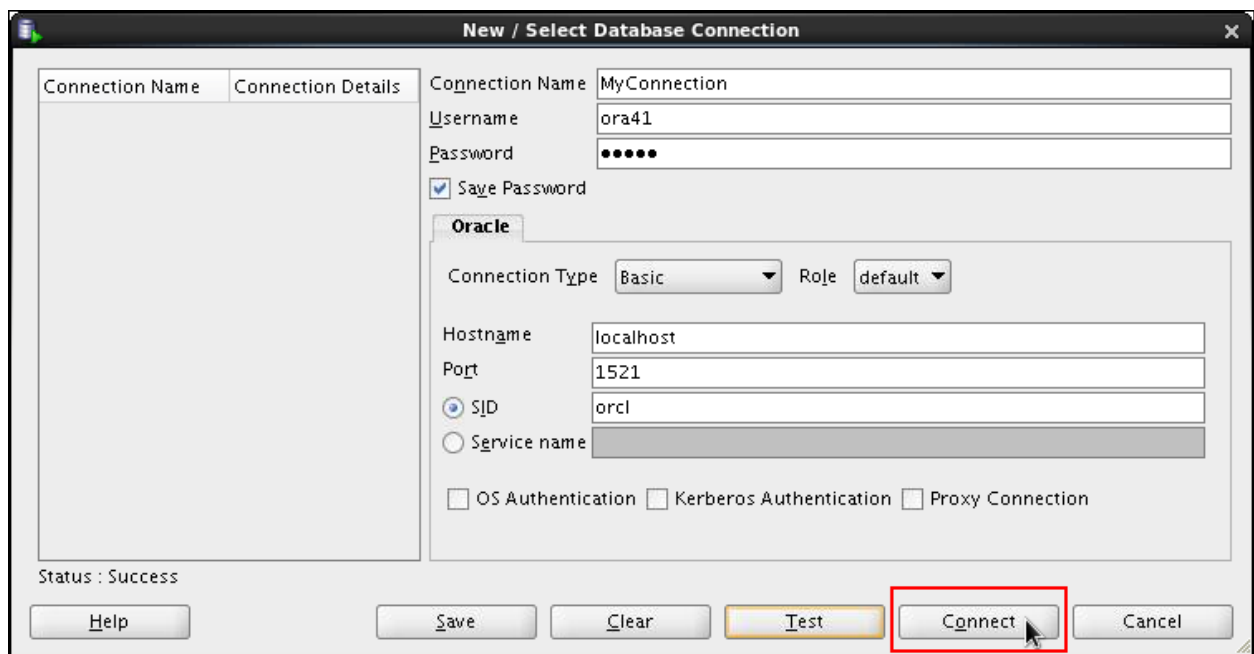 New / Select Database Connection
Connection Name Connection Details
Connection Name MyConnection
Username ora41
Password •••••
Save Password
Oracle
Connection Type Basic Role default
Hostname localhost
Port 1521
SID orcl
Service name
OS Authentication Kerberos Authentication Proxy Connection
Status : Success
Help Save Clear Test Connect Cancel